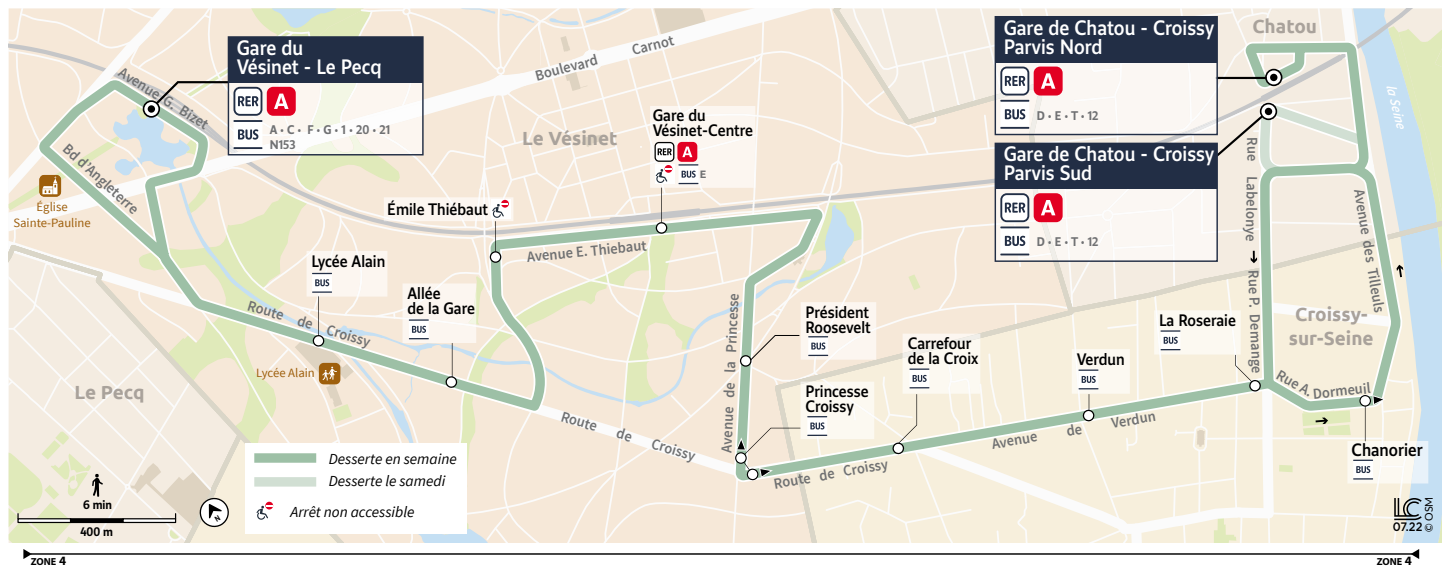 Gare du
Vésinet - Le Pecq
RER A
BUS A • C • F • G • 1 • 20 • 21
N153
Avenue G. Bizet
Bd d'Angleterre
Église
Sainte-Pauline
Boulevard Carnot
Le Vésinet
Gare du
Vésinet-Centre
RER A
BUS E
Émile Thiébaut
Avenue E. Thiebaut
Gare de Chatou - Croissy
Parvis Nord
RER A
BUS D • E • T • 12
Gare de Chatou - Croissy
Parvis Sud
RER A
BUS D • E • T • 12
Chatou
la Seine
Rue Labelonye
Rue P. Demange
Avenue des Tilleuls
Croissy-
sur-Seine
Rue A. Dormeuil
Lycée Alain
BUS
Allée
de la Gare
BUS
Route de Croissy
Lycée Alain
Le Pecq
Route de Croissy
Avenue de la Princesse
Président
Roosevelt
BUS
Princesse
Croissy
BUS
Carrefour
de la Croix
BUS
Verdun
BUS
La Roseraie
BUS
Chanorier
BUS
Route de Croissy
Avenue de Verdun
Desserte en semaine
Desserte le samedi
Arrêt non accessible
6 min
400 m
N
LC
07.22
© OSM
ZONE 4
ZONE 4